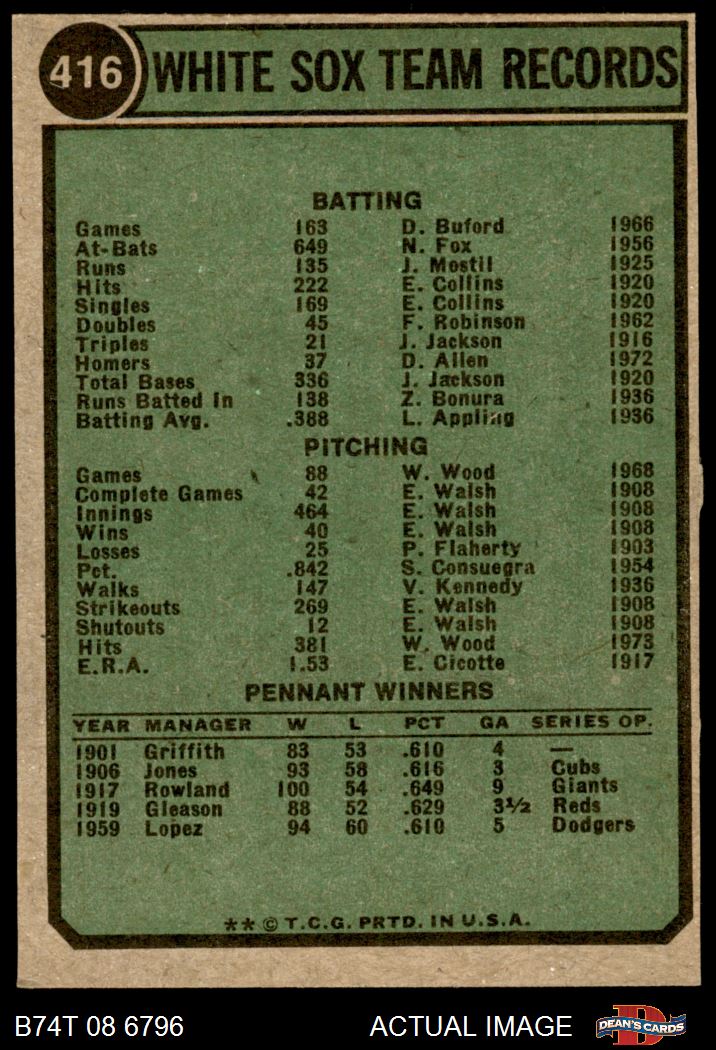 416 WHITE SOX TEAM RECORDS
BATTING
Games 163 D. Buford 1966
At-Bats 649 N. Fox 1956
Runs 135 J. Mostil 1925
Hits 222 E. Collins 1920
Singles 169 E. Collins 1920
Doubles 45 F. Robinson 1962
Triples 21 J. Jackson 1916
Homers 37 D. Allen 1972
Total Bases 336 J. Jackson 1920
Runs Batted In 138 Z. Bonura 1936
Batting Avg. .388 L. Appling 1936
PITCHING
Games 88 W. Wood 1968
Complete Games 42 E. Walsh 1908
Innings 464 E. Walsh 1908
Wins 40 E. Walsh 1908
Losses 25 P. Flaherty 1903
Pct. .842 S. Consuegra 1954
Walks 147 V. Kennedy 1936
Strikeouts 269 E. Walsh 1908
Shutouts 12 E. Walsh 1908
Hits 381 W. Wood 1973
E.R.A. 1.53 E. Cicotte 1917
PENNANT WINNERS
YEAR MANAGER W L PCT GA SERIES OP.
1901 Griffith 83 53 .610 4 —
1906 Jones 93 58 .616 3 Cubs
1917 Rowland 100 54 .649 9 Giants
1919 Gleason 88 52 .629 3½ Reds
1959 Lopez 94 60 .610 5 Dodgers
** © T.C.G. PRTD. IN U.S.A.
B74T 08 6796 ACTUAL IMAGE D DEAN'S CARDS